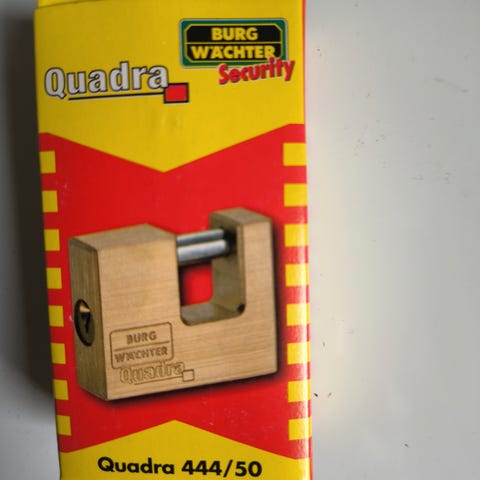 BURG
WÄCHTER
Security
Quadra
BURG
WÄCHTER
Quadra
Quadra 444/50